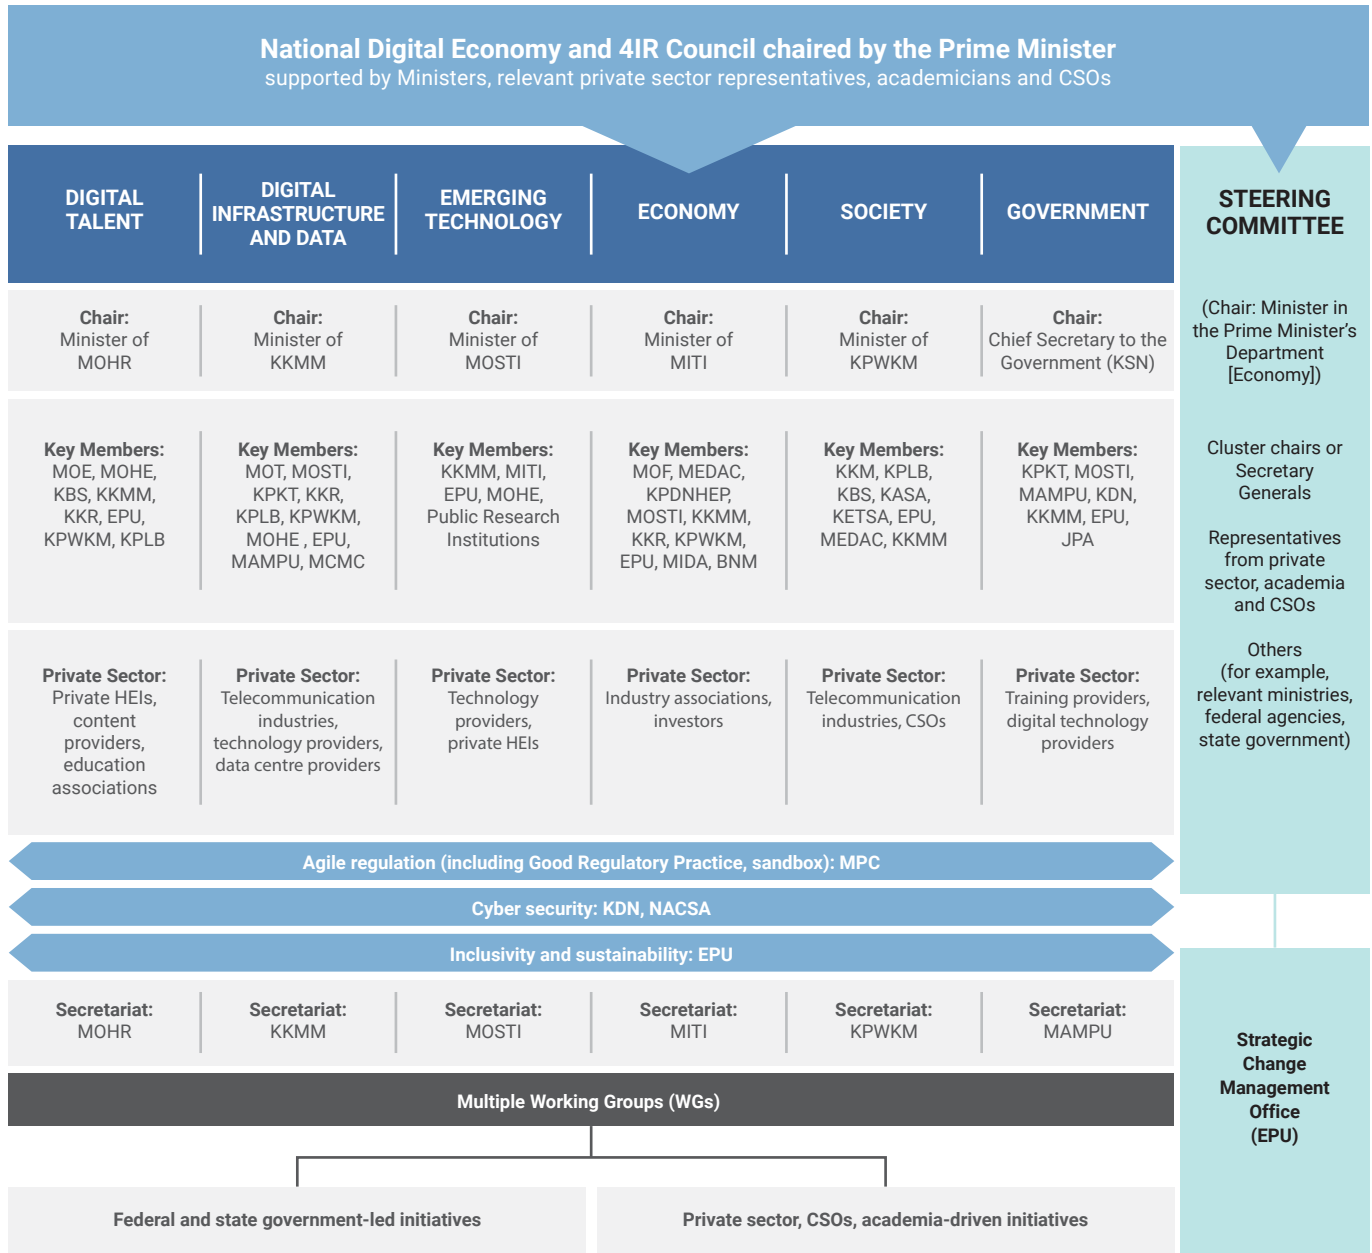 National Digital Economy and 4IR Council chaired by the Prime Minister
supported by Ministers, relevant private sector representatives, academicians and CSOs
DIGITAL
TALENT
DIGITAL
INFRASTRUCTURE
AND DATA
EMERGING
TECHNOLOGY
ECONOMY
SOCIETY
GOVERNMENT
STEERING
COMMITTEE
Chair:
Minister of
MOHR
Chair:
Minister of
KKMM
Chair:
Minister of
MOSTI
Chair:
Minister of
MITI
Chair:
Minister of
KPWKM
Chair:
Chief Secretary to the
Government (KSN)
(Chair: Minister in
the Prime Minister's
Department
[Economy])
Key Members:
MOE, MOHE,
KBS, KKMM,
KKR, EPU,
KPWKM, KPLB
Key Members:
MOT, MOSTI,
KPKT, KKR,
KPLB, KPWKM,
MOHE , EPU,
MAMPU, MCMC
Key Members:
KKMM, MITI,
EPU, MOHE,
Public Research
Institutions
Key Members:
MOF, MEDAC,
KPDNHEP,
MOSTI, KKMM,
KKR, KPWKM,
EPU, MIDA, BNM
Key Members:
KKM, KPLB,
KBS, KASA,
KETSA, EPU,
MEDAC, KKMM
Key Members:
KPKT, MOSTI,
MAMPU, KDN,
KKMM, EPU,
JPA
Cluster chairs or
Secretary
Generals
Representatives
from private
sector, academia
and CSOs
Others
(for example,
relevant ministries,
federal agencies,
state government)
Private Sector:
Private HEIs,
content
providers,
education
associations
Private Sector:
Telecommunication
industries,
technology providers,
data centre providers
Private Sector:
Technology
providers,
private HEIs
Private Sector:
Industry associations,
investors
Private Sector:
Telecommunication
industries, CSOs
Private Sector:
Training providers,
digital technology
providers
Agile regulation (including Good Regulatory Practice, sandbox): MPC
Cyber security: KDN, NACSA
Inclusivity and sustainability: EPU
Secretariat:
MOHR
Secretariat:
KKMM
Secretariat:
MOSTI
Secretariat:
MITI
Secretariat:
KPWKM
Secretariat:
MAMPU
Strategic
Change
Management
Office
(EPU)
Multiple Working Groups (WGs)
Federal and state government-led initiatives
Private sector, CSOs, academia-driven initiatives